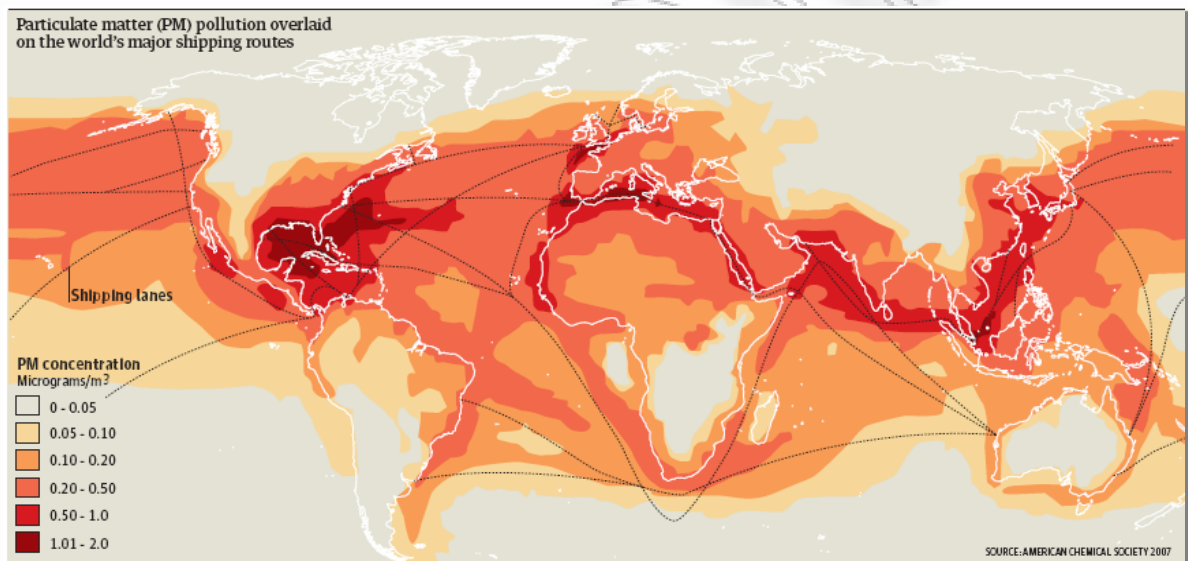 Particulate matter (PM) pollution overlaid
on the world's major shipping routes
Shipping lanes
PM concentration
Micrograms/m³
0 - 0.05
0.05 - 0.10
0.10 - 0.20
0.20 - 0.50
0.50 - 1.0
1.01 - 2.0
SOURCE: AMERICAN CHEMICAL SOCIETY 2007